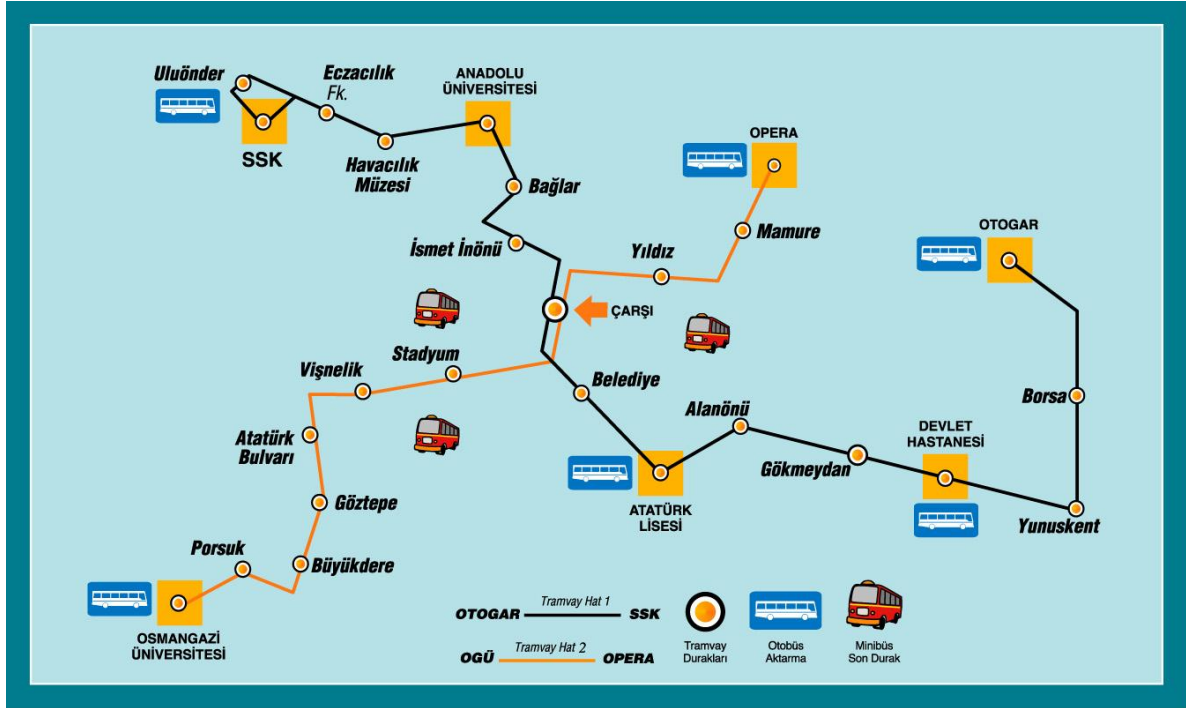 Uluönder
SSK
Eczacılık
Fk.
Havacılık
Müzesi
ANADOLU
ÜNİVERSİTESİ
Bağlar
İsmet İnönü
OPERA
Mamure
Yıldız
ÇARŞI
OTOGAR
Borsa
Yunuskent
DEVLET
HASTANESİ
Gökmeydan
Alanönü
ATATÜRK
LİSESİ
Belediye
Stadyum
Vişnelik
Atatürk
Bulvarı
Göztepe
Büyükdere
Porsuk
OSMANGAZİ
ÜNİVERSİTESİ
OTOGAR Tramvay Hat 1 SSK
OGÜ Tramvay Hat 2 OPERA
Tramvay
Durakları
Otobüs
Aktarma
Minibüs
Son Durak